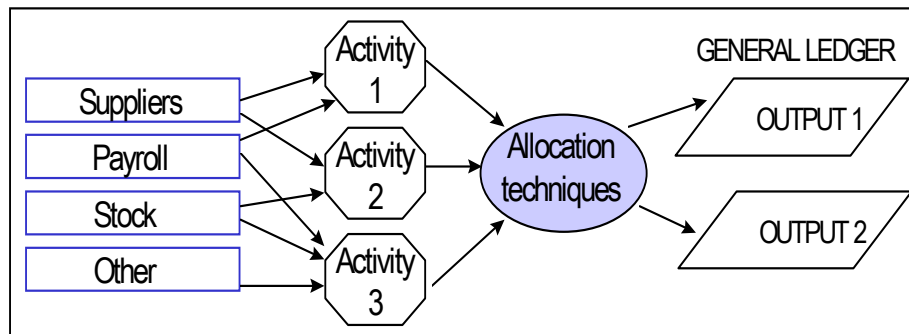 Suppliers
Payroll
Stock
Other
Activity
1
Activity
2
Activity
3
Allocation
techniques
GENERAL LEDGER
OUTPUT 1
OUTPUT 2